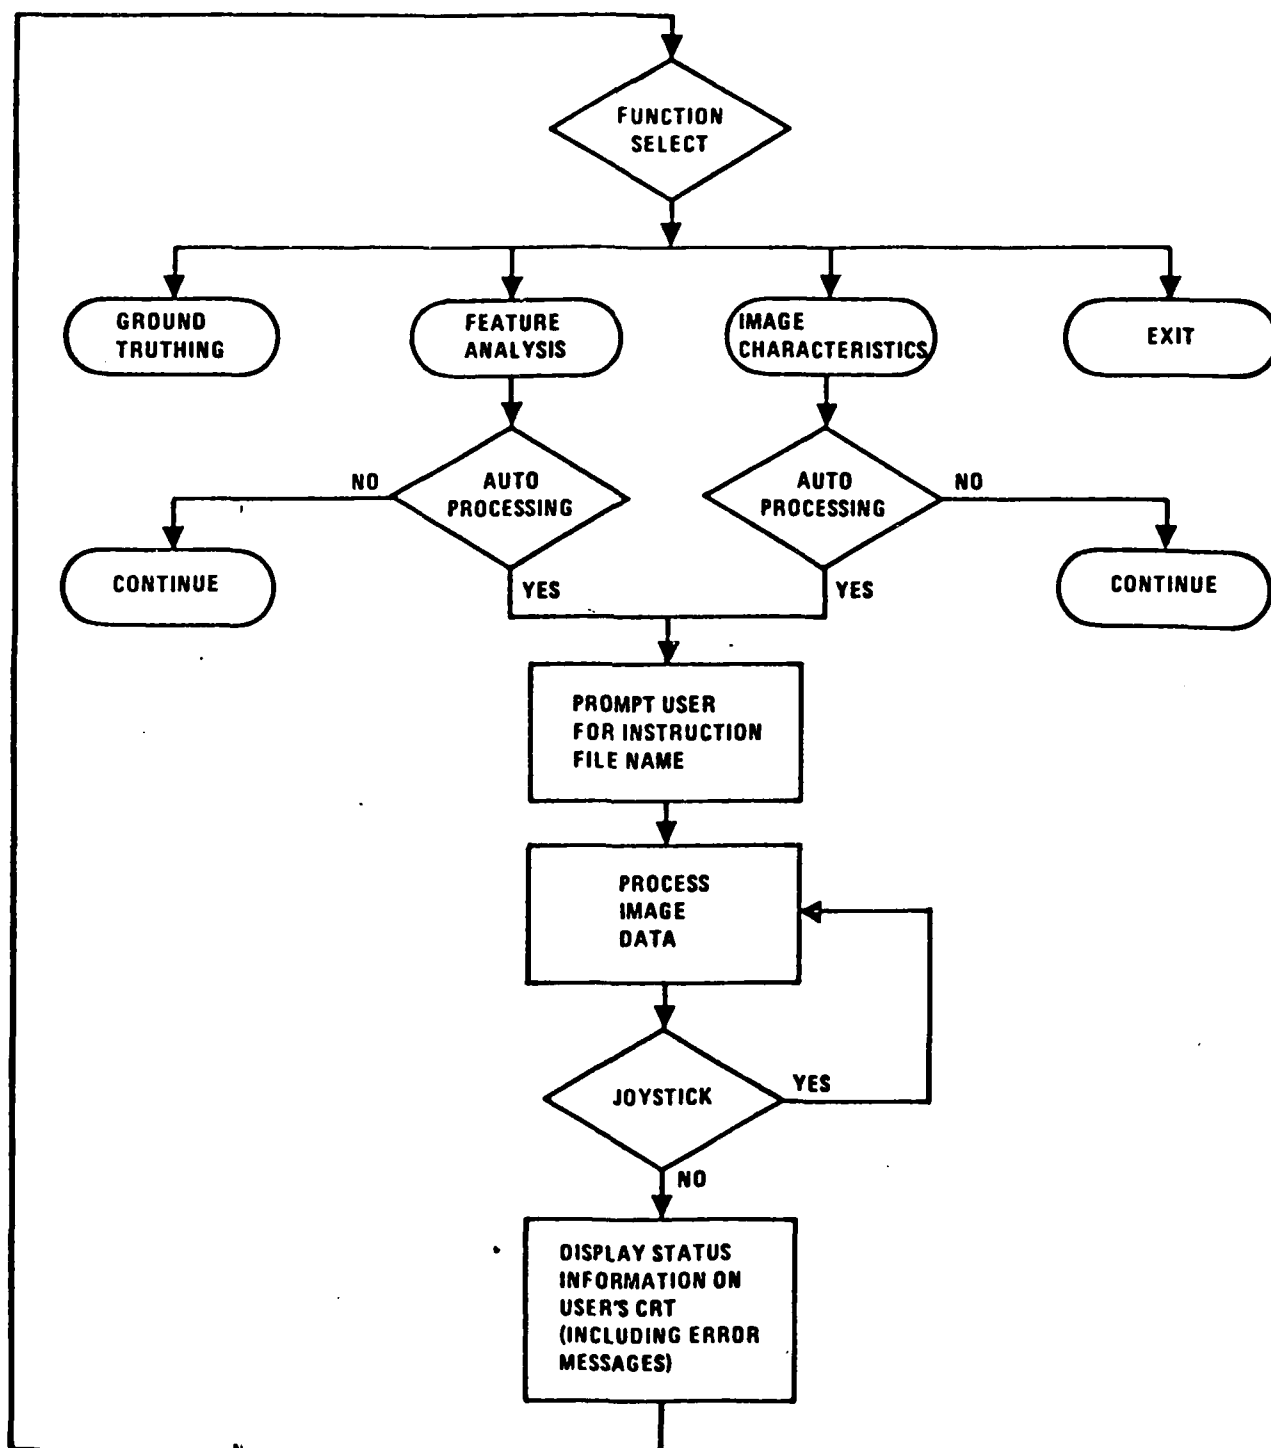 FUNCTION
SELECT
GROUND
TRUTHING
FEATURE
ANALYSIS
IMAGE
CHARACTERISTICS
EXIT
NO
AUTO
PROCESSING
AUTO
PROCESSING
NO
CONTINUE
YES
YES
CONTINUE
PROMPT USER
FOR INSTRUCTION
FILE NAME
PROCESS
IMAGE
DATA
JOYSTICK
YES
NO
DISPLAY STATUS
INFORMATION ON
USER'S CRT
(INCLUDING ERROR
MESSAGES)